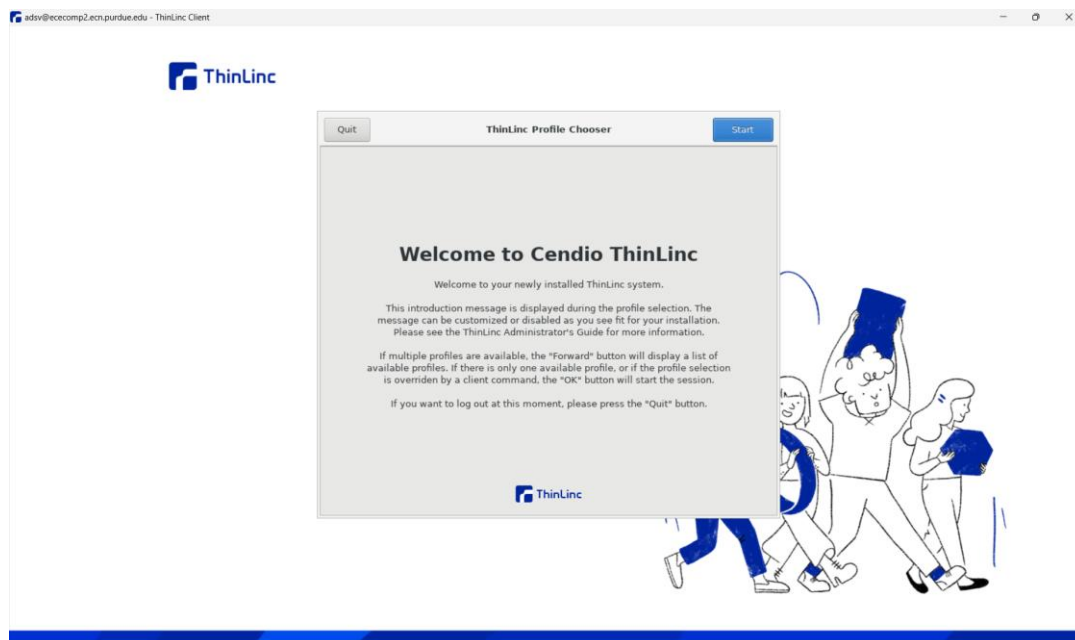 adsv@ececomp2.ecn.purdue.edu - ThinLinc Client
ThinLinc
Quit
ThinLinc Profile Chooser
Start
Welcome to Cendio ThinLinc
Welcome to your newly installed ThinLinc system.
This introduction message is displayed during the profile selection. The
message can be customized or disabled as you see fit for your installation.
Please see the ThinLinc Administrator's Guide for more information.
If multiple profiles are available, the "Forward" button will display a list of
available profiles. If there is only one available profile, or if the profile selection
is overriden by a client command, the "OK" button will start the session.
If you want to log out at this moment, please press the "Quit" button.
ThinLinc